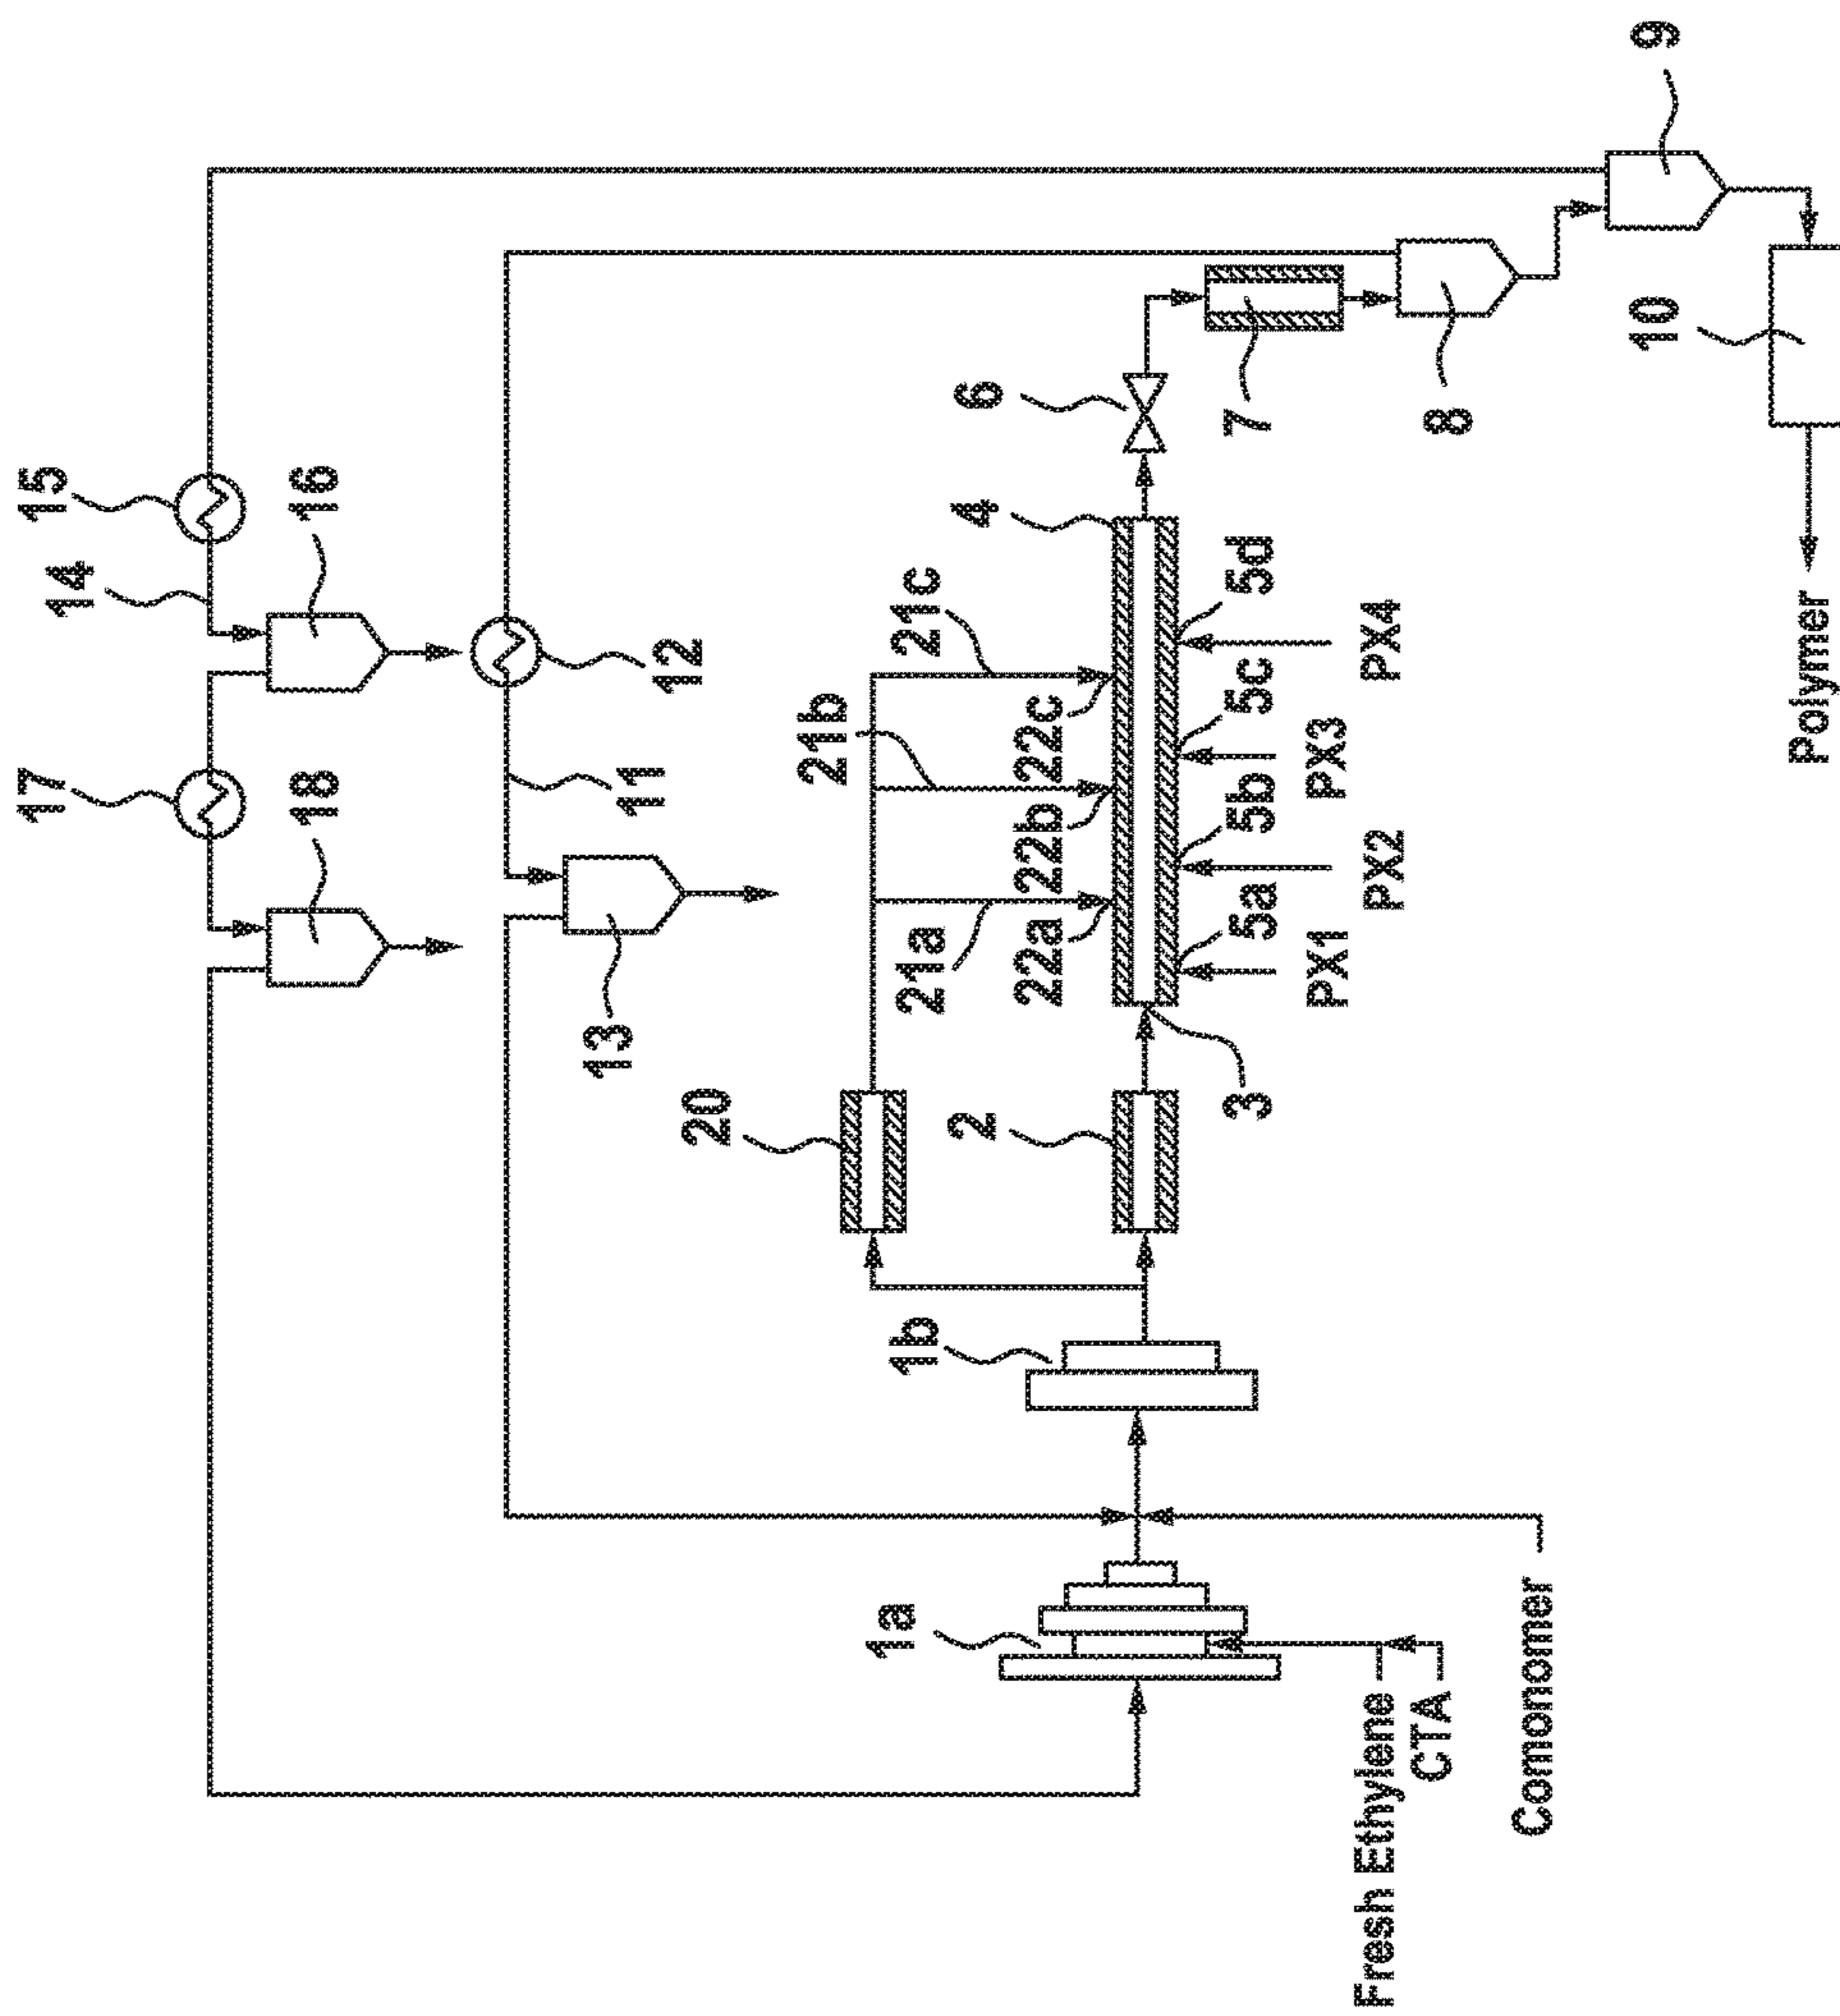 17
15
14
18
16
11
12
13
20
21a
21b
21c
1b
2
22a
22b
22c
4
6
7
8
9
10
1a
3
5a
5b
5c
5d
PX1
PX2
PX3
PX4
Fresh Ethylene
CTA
Comonomer
Polymer